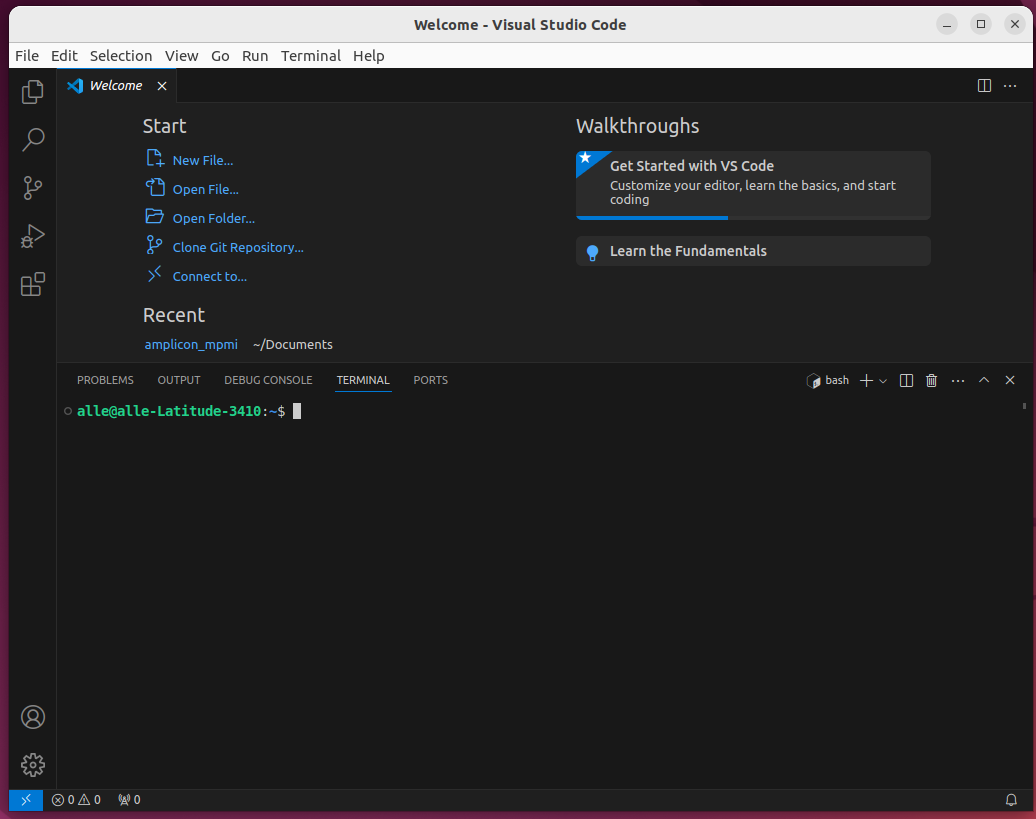 Welcome - Visual Studio Code
File Edit Selection View Go Run Terminal Help
Welcome
Start
New File...
Open File...
Open Folder...
Clone Git Repository...
Connect to...
Recent
amplicon_mpmi ~/Documents
Walkthroughs
Get Started with VS Code
Customize your editor, learn the basics, and start
coding
Learn the Fundamentals
PROBLEMS OUTPUT DEBUG CONSOLE TERMINAL PORTS bash
alle@alle-Latitude-3410:~$
0 0 0